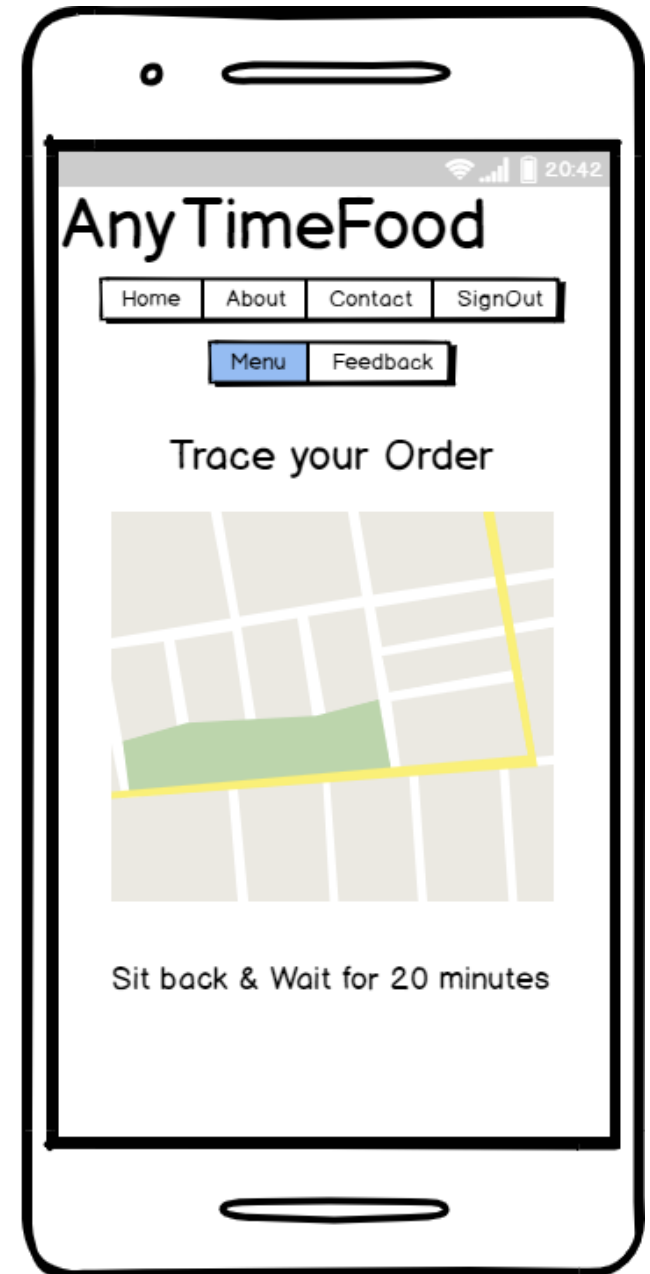 20:42
AnyTimeFood
Home About Contact SignOut
Menu Feedback
Trace your Order
Sit back & Wait for 20 minutes